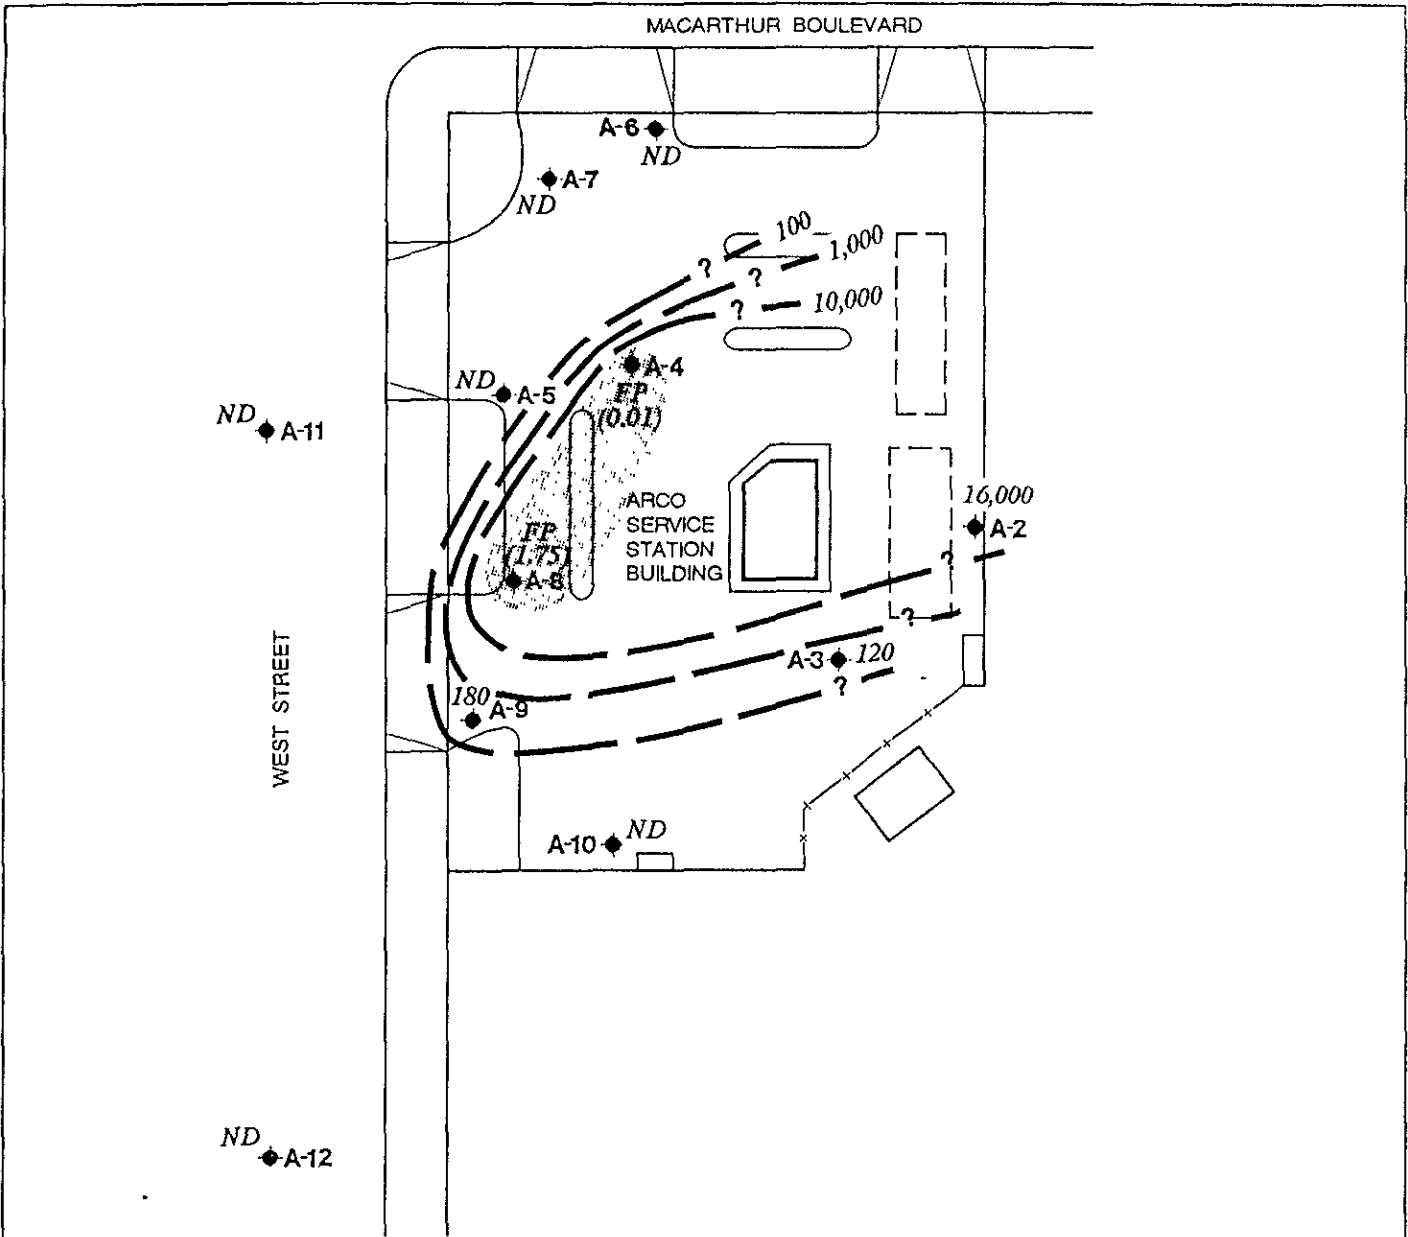 MACARTHUR BOULEVARD
A-6
ND
A-7
ND
100
1,000
?
?
?
10,000
A-4
FP
(0.01)
ND
A-5
ND
A-11
16,000
A-2
ARCO
SERVICE
STATION
BUILDING
FP
(1.75)
A-8
?
?
A-3
120
?
180
A-9
WEST STREET
A-10
ND
ND
A-12